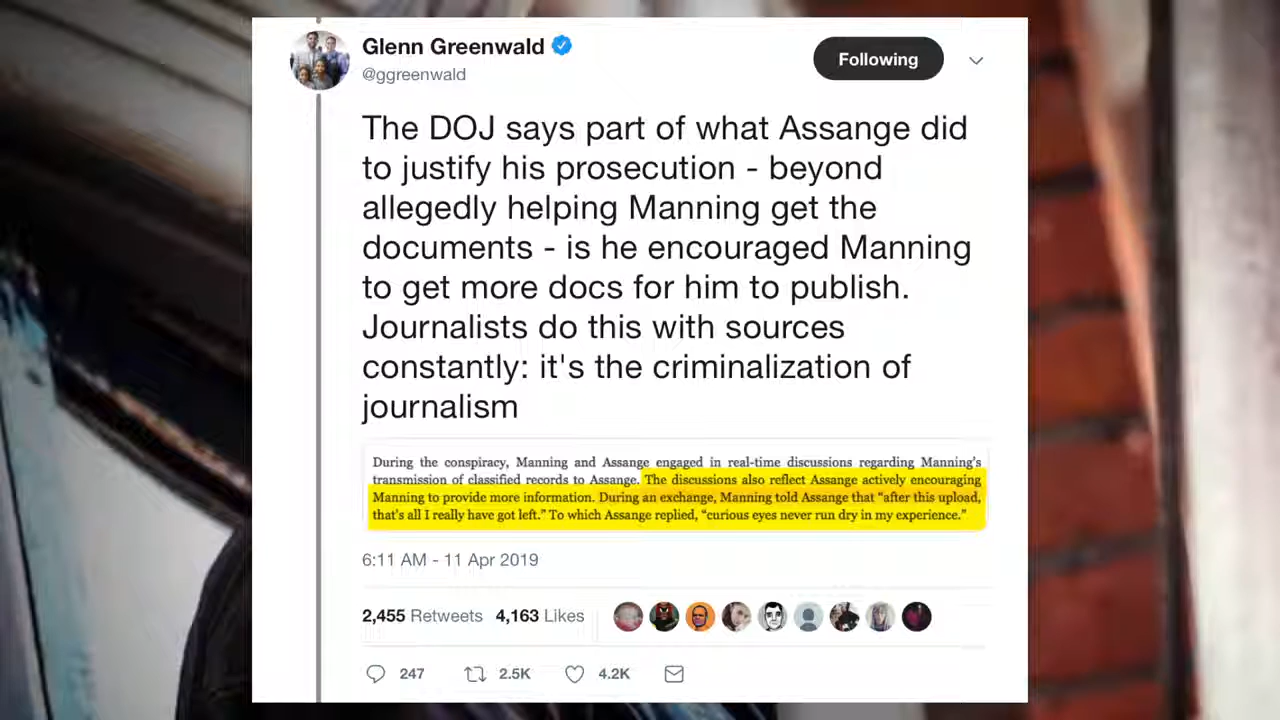 Glenn Greenwald
@ggreenwald
Following
The DOJ says part of what Assange did
to justify his prosecution - beyond
allegedly helping Manning get the
documents - is he encouraged Manning
to get more docs for him to publish.
Journalists do this with sources
constantly: it's the criminalization of
journalism
During the conspiracy, Manning and Assange engaged in real-time discussions regarding Manning's
transmission of classified records to Assange. The discussions also reflect Assange actively encouraging
Manning to provide more information. During an exchange, Manning told Assange that “after this upload,
that's all I really have got left.” To which Assange replied, “curious eyes never run dry in my experience.”
6:11 AM - 11 Apr 2019
2,455 Retweets 4,163 Likes
247 2.5K 4.2K